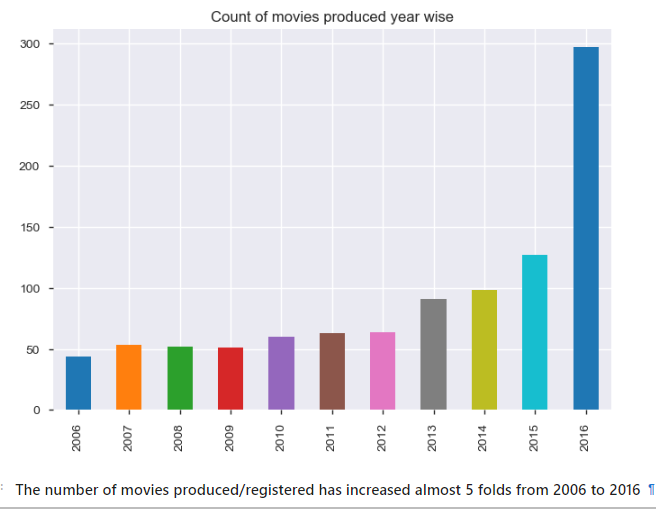 Count of movies produced year wise
300
250
200
150
100
50
0
2006 2007 2008 2009 2010 2011 2012 2013 2014 2015 2016
The number of movies produced/registered has increased almost 5 folds from 2006 to 2016 ¶